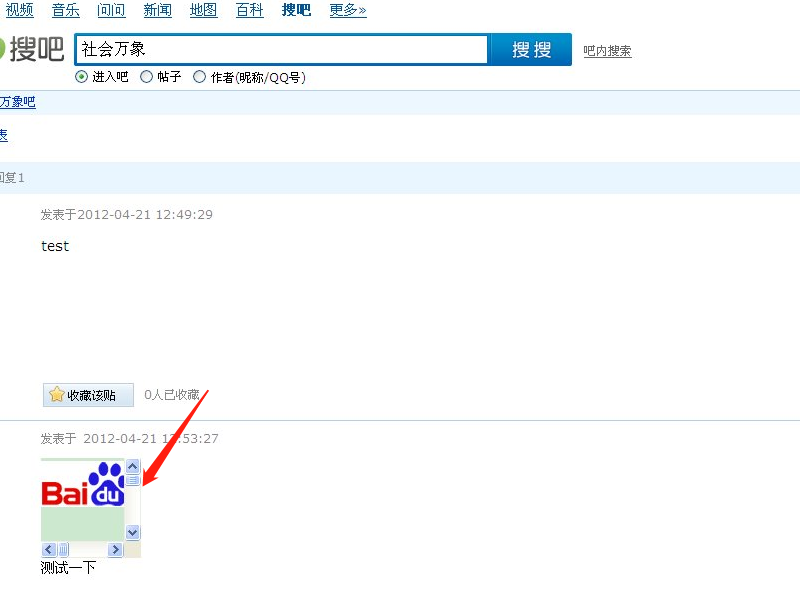 视频 音乐 问问 新闻 地图 百科 搜吧 更多»
搜吧 社会万象 搜搜 吧内搜索
进入吧 帖子 作者(昵称/QQ号)
万象吧
表
回复1
发表于2012-04-21 12:49:29
test
收藏该贴 0人已收藏
发表于 2012-04-21 13:53:27
Baidu
测试一下